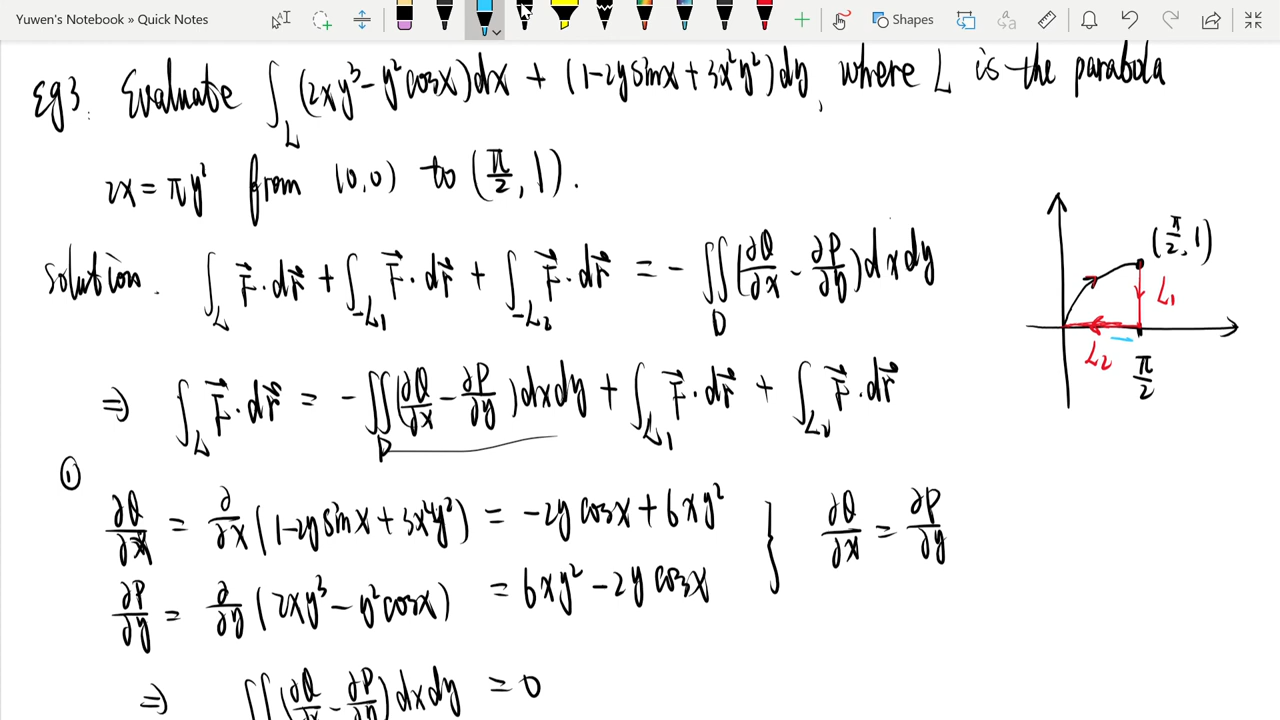 Yuwen's Notebook » Quick Notes
Shapes
Eg3. Evaluate ∫_L (2xy³ - y²cosx)dx + (1-2ysinx + 3x²y²)dy, where L is the parabola
2x = πy² from (0,0) to (π/2, 1).
(π/2, 1)
L₁
L₂
π/2
Solution. ∫_L F⃗·dr⃗ + ∫_{-L₁} F⃗·dr⃗ + ∫_{-L₂} F⃗·dr⃗ = - ∬_D (∂Q/∂x - ∂P/∂y)dxdy
⇒ ∫_L F⃗·dr⃗ = - ∬_D (∂Q/∂x - ∂P/∂y)dxdy + ∫_{L₁} F⃗·dr⃗ + ∫_{L₂} F⃗·dr⃗
①
∂Q/∂x = ∂/∂x (1-2ysinx + 3x²y²) = -2y cosx + 6xy² } ∂Q/∂x = ∂P/∂y
∂P/∂y = ∂/∂y (2xy³ - y²cosx) = 6xy² - 2y cosx
⇒ ∬(∂Q/∂x - ∂P/∂y)dxdy = 0